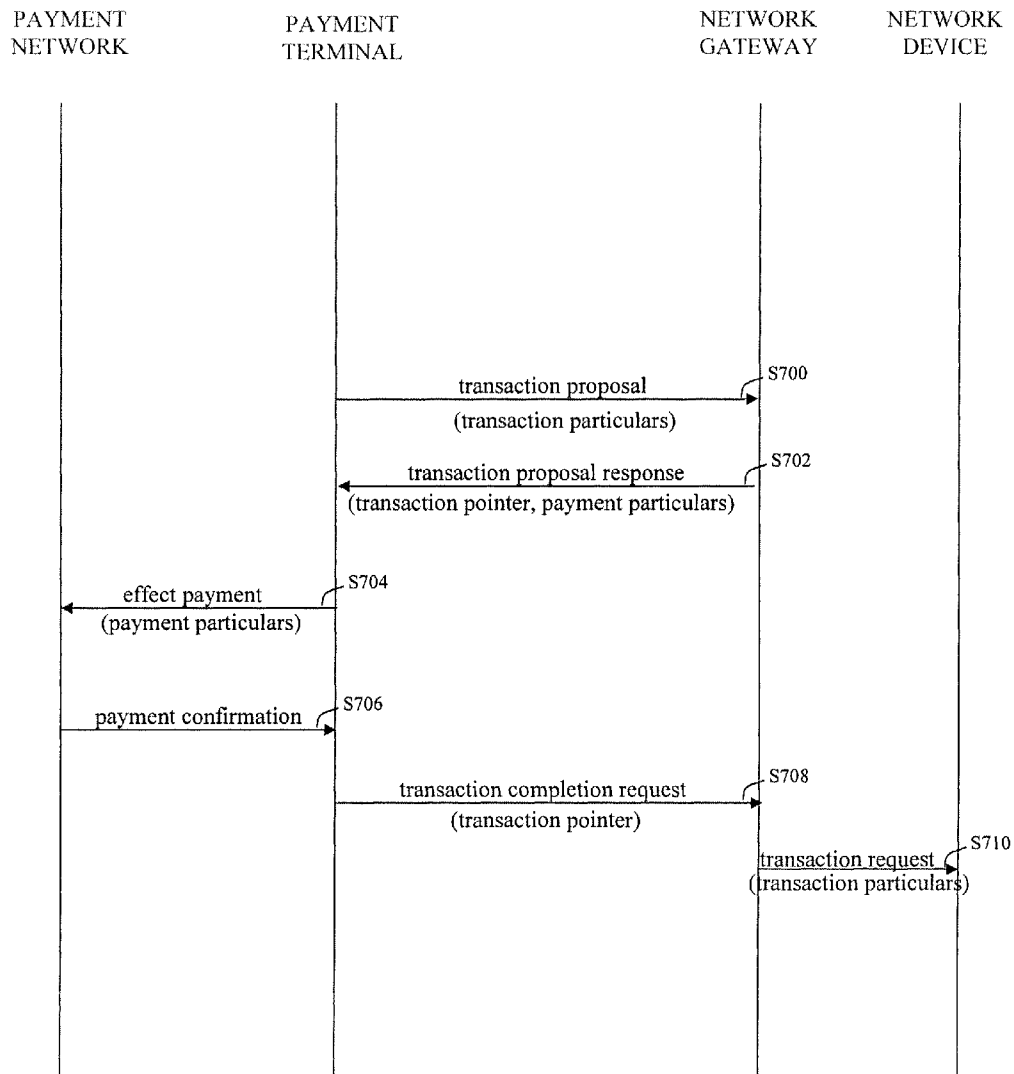 PAYMENT
NETWORK
PAYMENT
TERMINAL
NETWORK
GATEWAY
NETWORK
DEVICE
S700
transaction proposal
(transaction particulars)
S702
transaction proposal response
(transaction pointer, payment particulars)
S704
effect payment
(payment particulars)
S706
payment confirmation
S708
transaction completion request
(transaction pointer)
S710
transaction request
(transaction particulars)